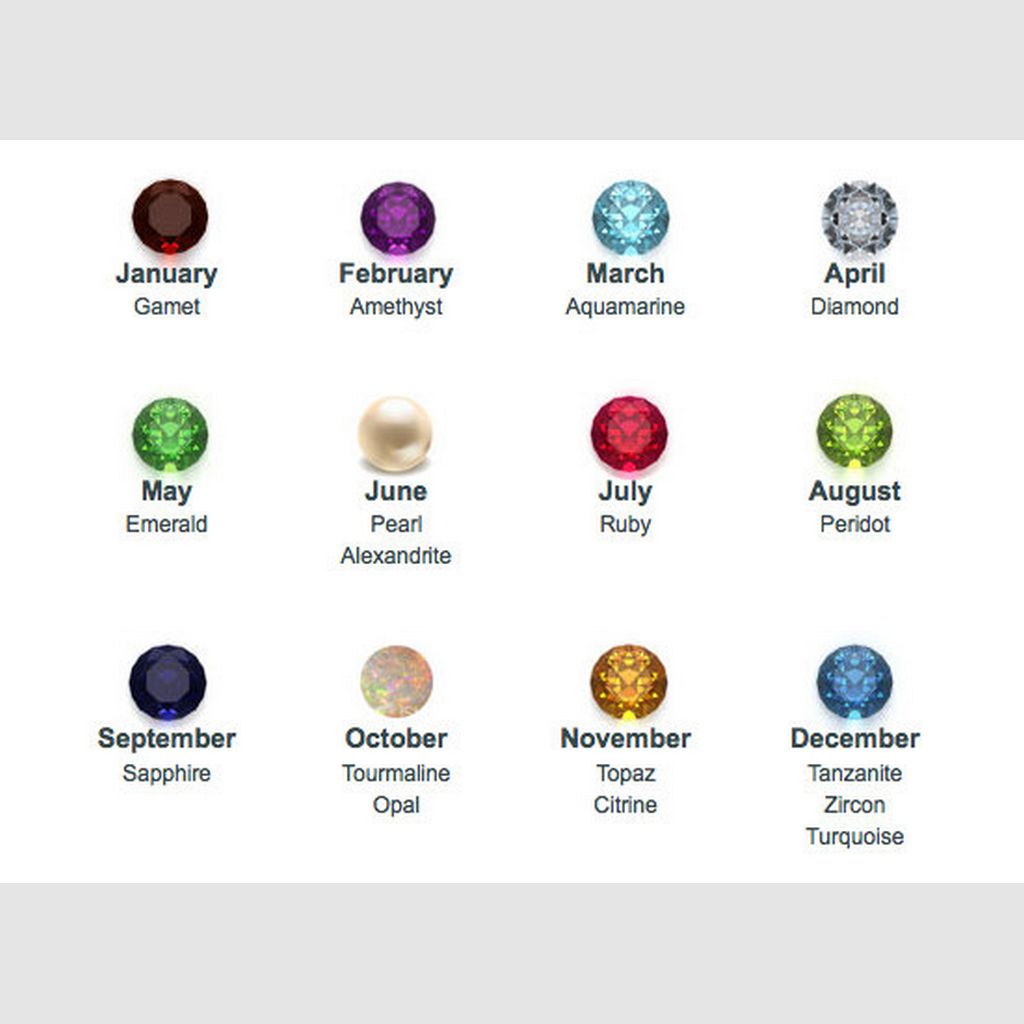 January February March April
Gamet Amethyst Aquamarine Diamond
May June July August
Emerald Pearl Ruby Peridot
Alexandrite
September October November December
Sapphire Tourmaline Topaz Tanzanite
Opal Citrine Zircon
Turquoise